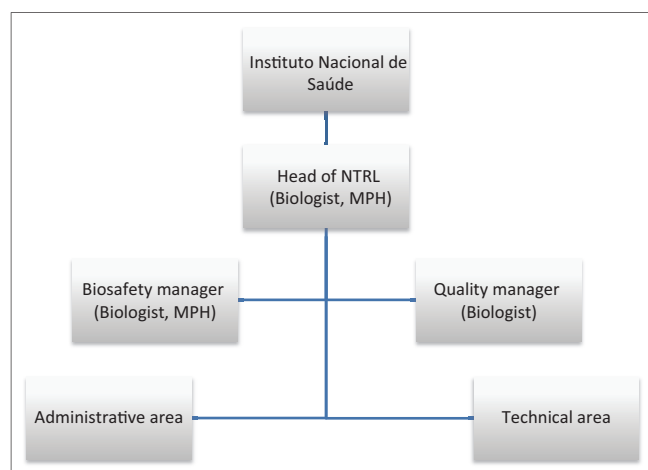 Instituto Nacional de
Saúde
Head of NTRL
(Biologist, MPH)
Biosafety manager
(Biologist, MPH)
Quality manager
(Biologist)
Administrative area
Technical area